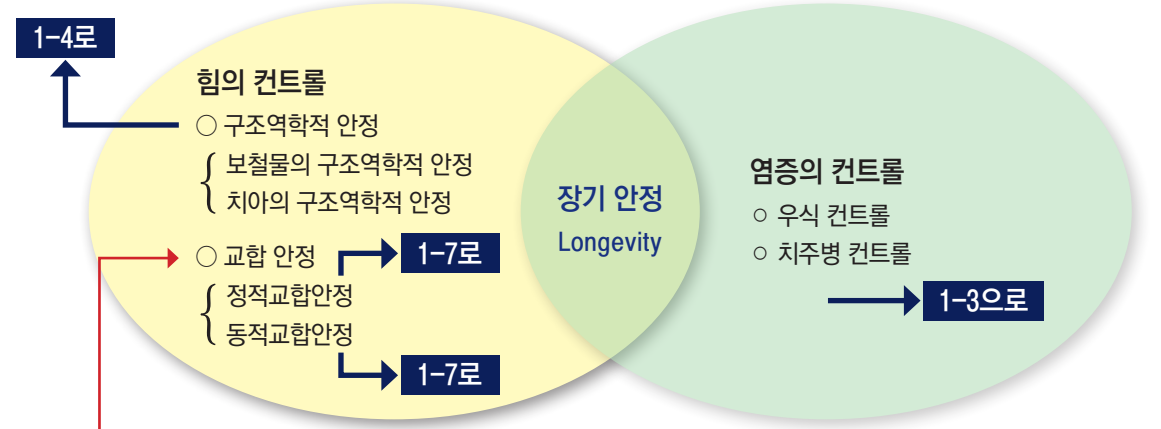 1-4로
힘의 컨트롤
○ 구조역학적 안정
보철물의 구조역학적 안정
치아의 구조역학적 안정
○ 교합 안정
1-7로
정적교합안정
동적교합안정
1-7로
장기 안정
Longevity
염증의 컨트롤
○ 우식 컨트롤
○ 치주병 컨트롤
1-3으로